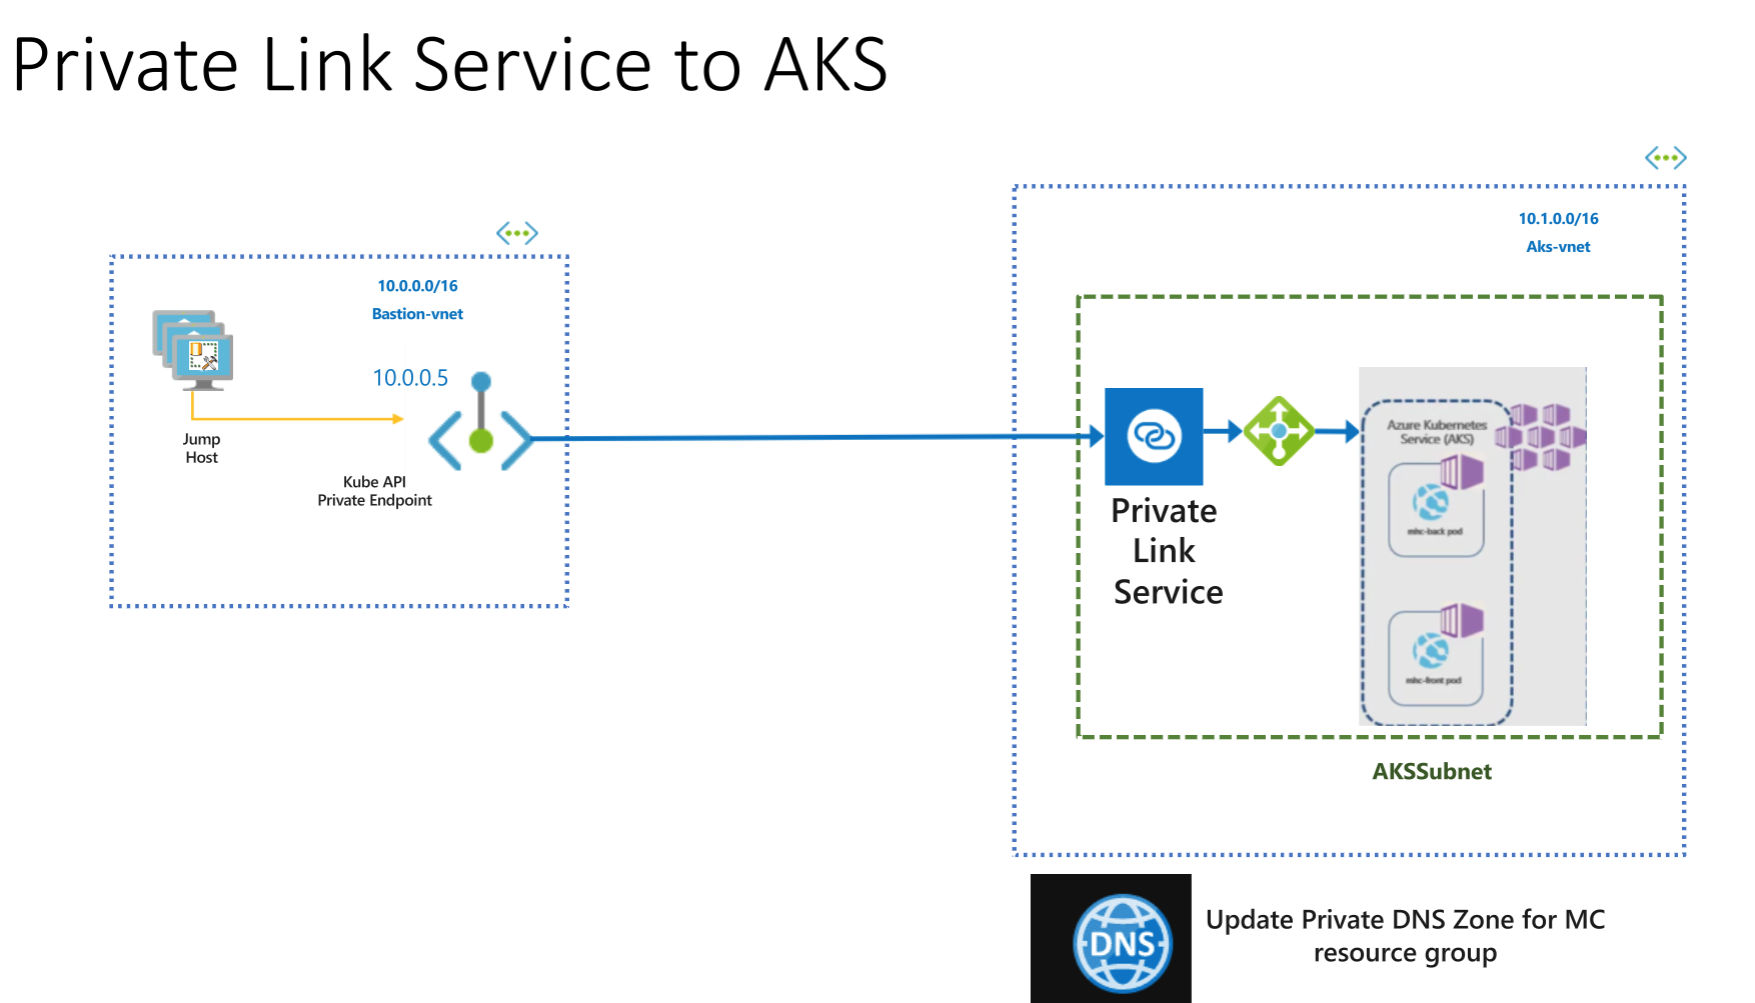 Private Link Service to AKS
10.1.0.0/16
Aks-vnet
10.0.0.0/16
Bastion-vnet
10.0.0.5
Jump
Host
Kube API
Private Endpoint
Private
Link
Service
Azure Kubernetes
Service (AKS)
mhc-back pod
mhc-front pod
AKSSubnet
DNS
Update Private DNS Zone for MC
resource group